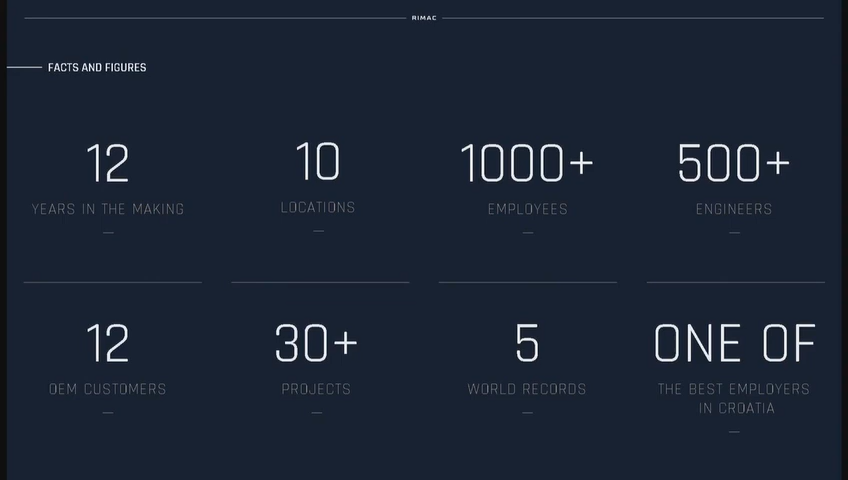 RIMAC
FACTS AND FIGURES
12
YEARS IN THE MAKING
10
LOCATIONS
1000+
EMPLOYEES
500+
ENGINEERS
12
OEM CUSTOMERS
30+
PROJECTS
5
WORLD RECORDS
ONE OF
THE BEST EMPLOYERS
IN CROATIA